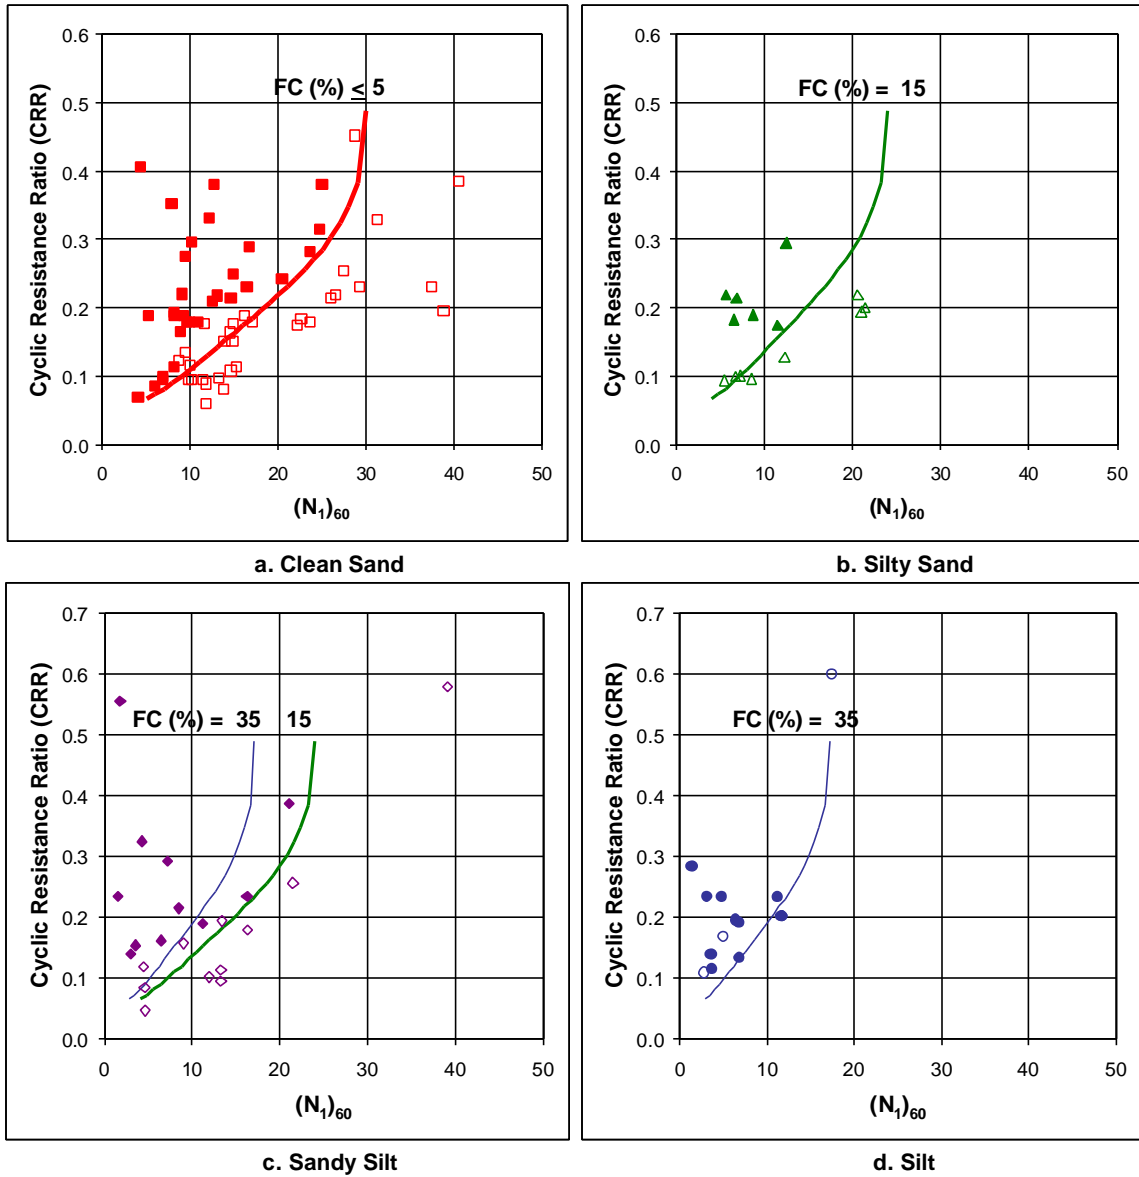 FC (%) ≤ 5
Cyclic Resistance Ratio (CRR)
0.6
0.5
0.4
0.3
0.2
0.1
0.0
0 10 20 30 40 50
(N₁)₆₀
a. Clean Sand
FC (%) = 15
Cyclic Resistance Ratio (CRR)
0.6
0.5
0.4
0.3
0.2
0.1
0.0
0 10 20 30 40 50
(N₁)₆₀
b. Silty Sand
FC (%) = 35 15
Cyclic Resistance Ratio (CRR)
0.7
0.6
0.5
0.4
0.3
0.2
0.1
0.0
0 10 20 30 40 50
(N₁)₆₀
c. Sandy Silt
FC (%) = 35
Cyclic Resistance Ratio (CRR)
0.7
0.6
0.5
0.4
0.3
0.2
0.1
0.0
0 10 20 30 40 50
(N₁)₆₀
d. Silt